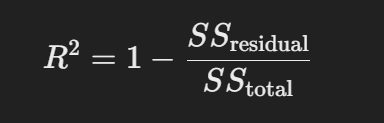 R² = 1 − SS_residual / SS_total